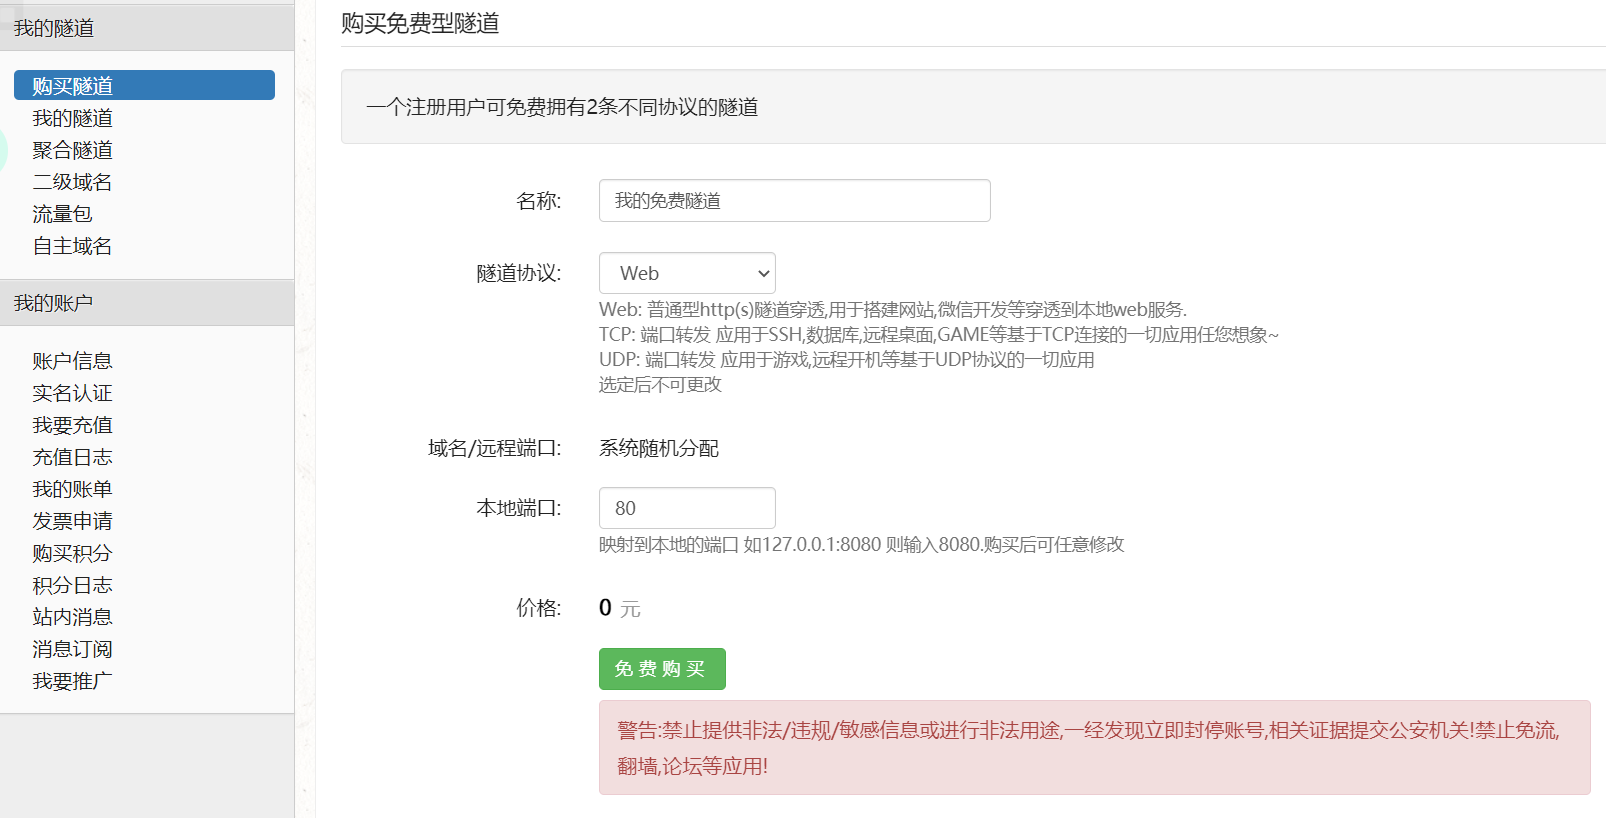 我的隧道
购买隧道
我的隧道
聚合隧道
二级域名
流量包
自主域名
我的账户
账户信息
实名认证
我要充值
充值日志
我的账单
发票申请
购买积分
积分日志
站内消息
消息订阅
我要推广
购买免费型隧道
一个注册用户可免费拥有2条不同协议的隧道
名称: 我的免费隧道
隧道协议: Web
Web: 普通型http(s)隧道穿透,用于搭建网站,微信开发等穿透到本地web服务.
TCP: 端口转发 应用于SSH,数据库,远程桌面,GAME等基于TCP连接的一切应用任您想象~
UDP: 端口转发 应用于游戏,远程开机等基于UDP协议的一切应用
选定后不可更改
域名/远程端口: 系统随机分配
本地端口: 80
映射到本地的端口 如127.0.0.1:8080 则输入8080.购买后可任意修改
价格: 0 元
免费购买
警告:禁止提供非法/违规/敏感信息或进行非法用途,一经发现立即封停账号,相关证据提交公安机关!禁止免流,
翻墙,论坛等应用!